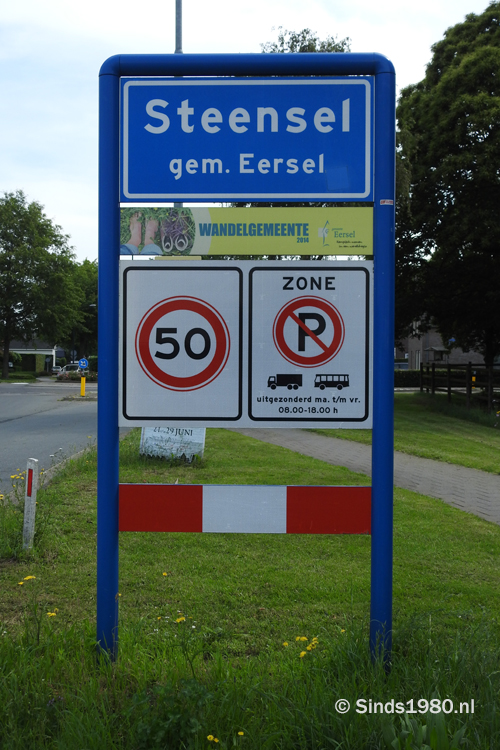 Steensel
gem. Eersel
WANDELGEMEENTE
2014
Eersel
50
ZONE
P
uitgezonderd ma. t/m vr.
08.00-18.00 h
29 JUNI
© Sinds1980.nl